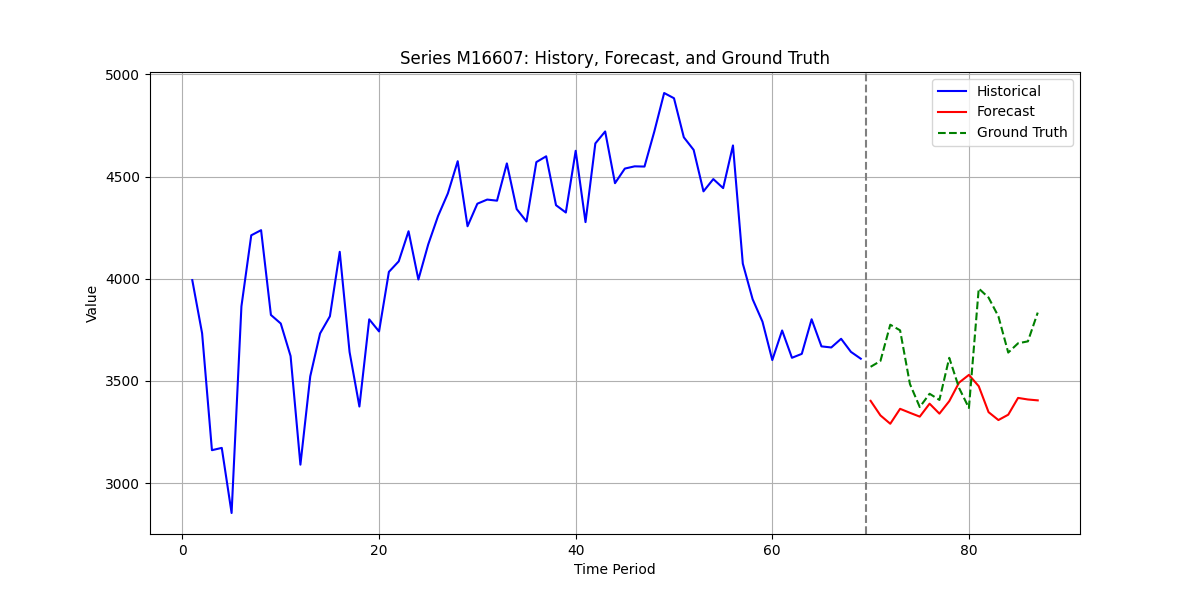 Series M16607: History, Forecast, and Ground Truth
5000
4500
4000
3500
3000
Value
0
20
40
60
80
Time Period
Historical
Forecast
Ground Truth